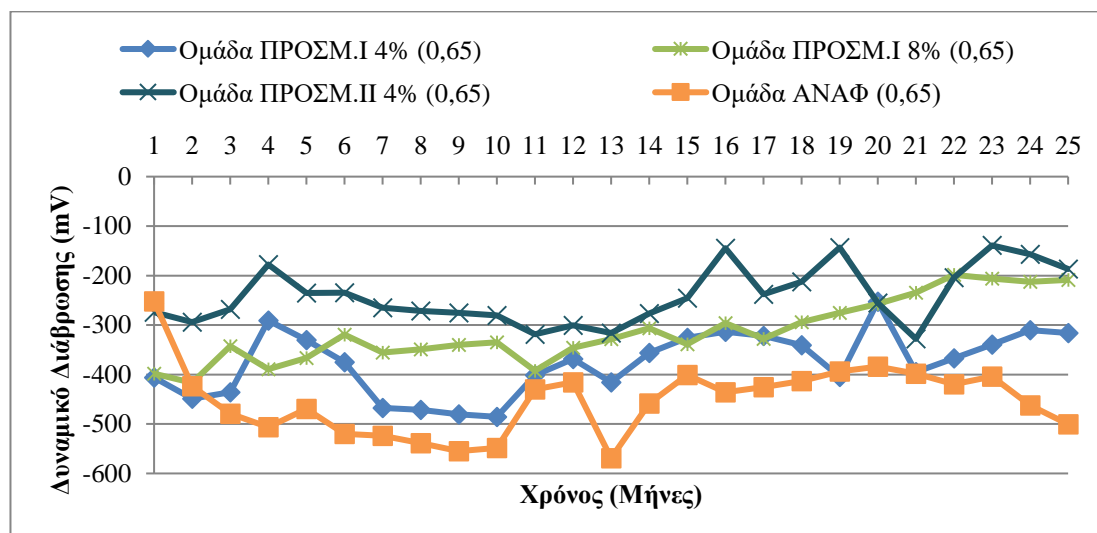 Ομάδα ΠΡΟΣΜ.Ι 4% (0,65) Ομάδα ΠΡΟΣΜ.Ι 8% (0,65)
Ομάδα ΠΡΟΣΜ.ΙΙ 4% (0,65) Ομάδα ΑΝΑΦ (0,65)
1 2 3 4 5 6 7 8 9 10 11 12 13 14 15 16 17 18 19 20 21 22 23 24 25
0
-100
-200
-300
-400
-500
-600
Δυναμικό Διάβρωσης (mV)
Χρόνος (Μήνες)